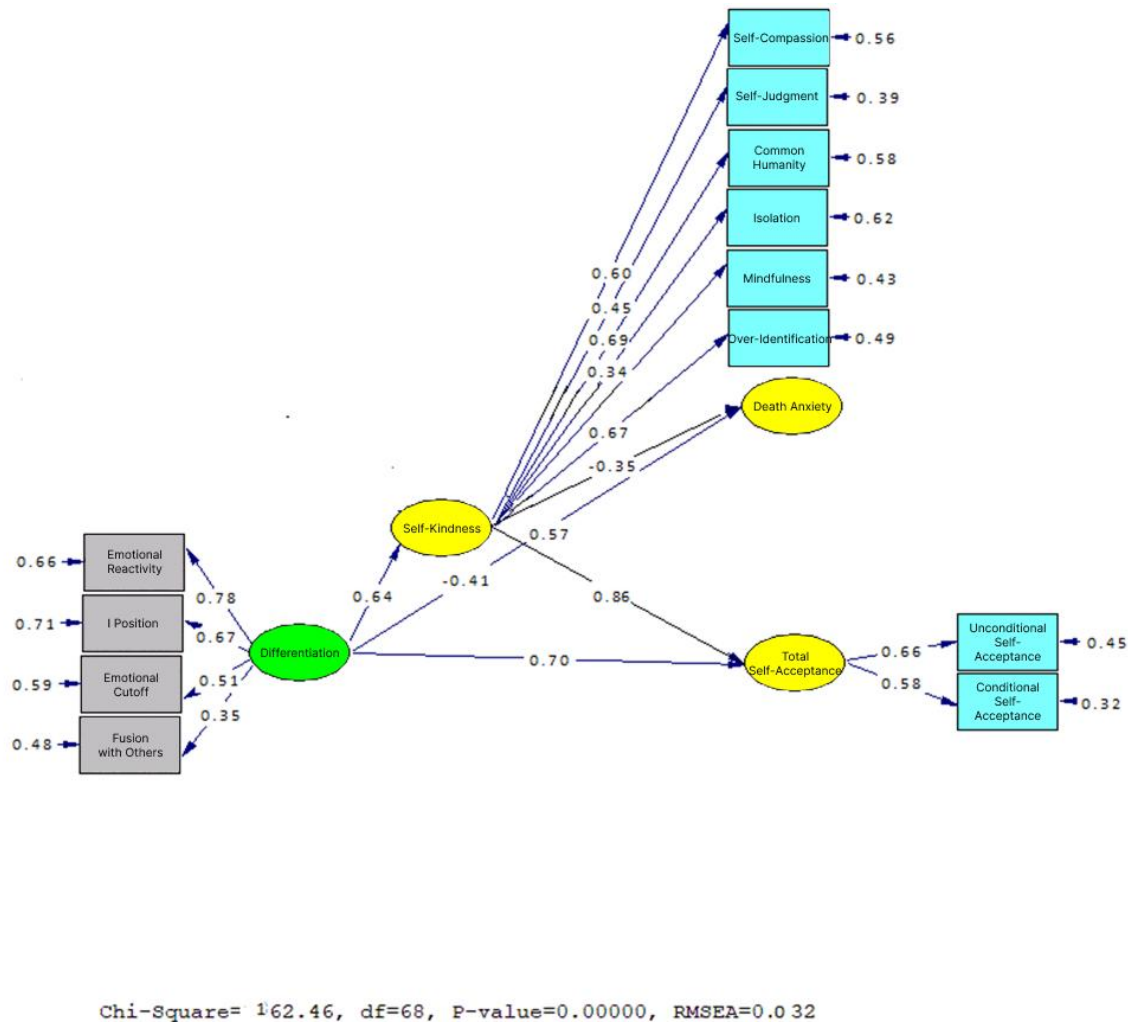 Self-Compassion
0.56
Self-Judgment
0.39
Common
Humanity
0.58
Isolation
0.62
Mindfulness
0.43
Over-Identification
0.49
0.60
0.45
0.69
0.34
0.67
-0.35
0.57
Death Anxiety
Self-Kindness
0.64
-0.41
0.86
0.70
0.66
Emotional
Reactivity
0.78
0.71
I Position
0.67
Differentiation
0.59
Emotional
Cutoff
0.51
0.35
0.48
Fusion
with Others
Total
Self-Acceptance
0.66
0.58
Unconditional
Self-
Acceptance
0.45
Conditional
Self-
Acceptance
0.32
Chi-Square= 162.46, df=68, P-value=0.00000, RMSEA=0.032